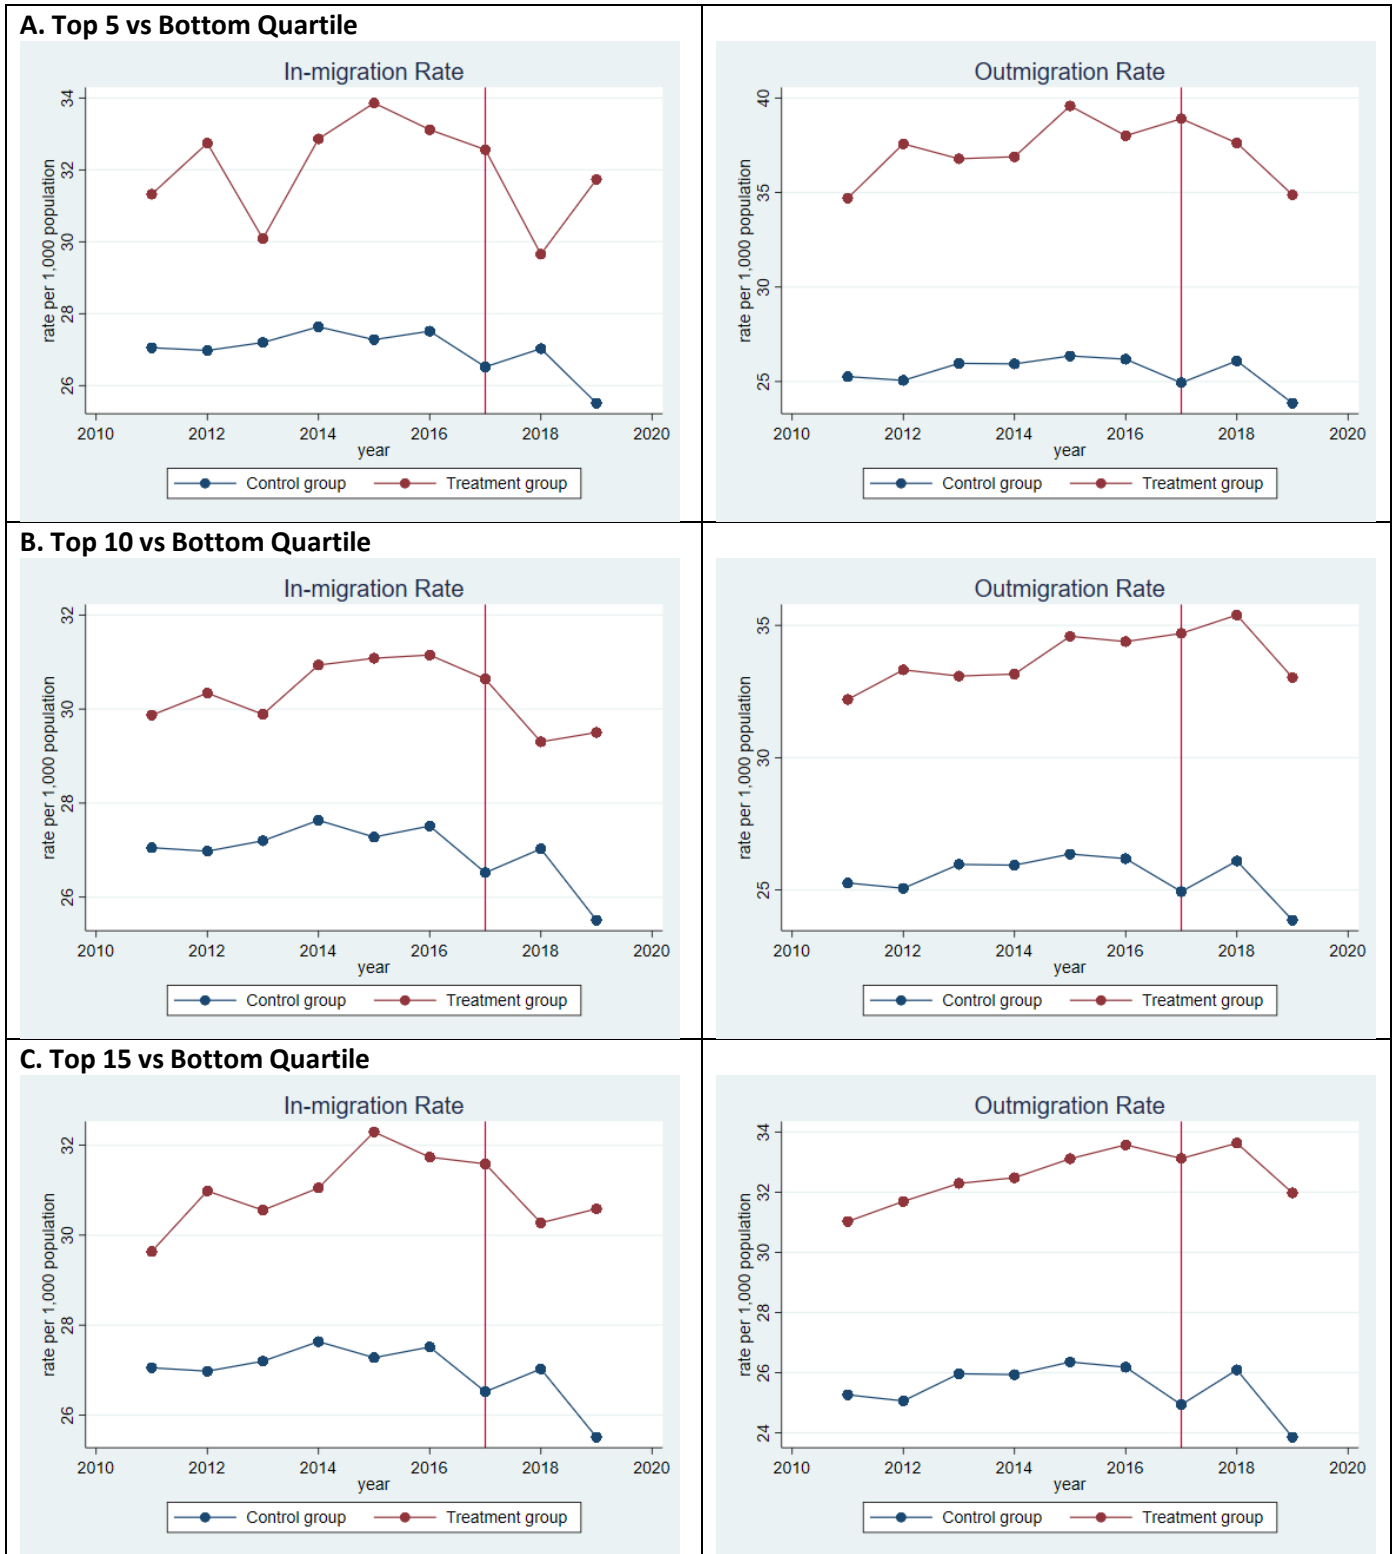 A. Top 5 vs Bottom Quartile
In-migration Rate
rate per 1,000 population
34
32
30
28
26
2010 2012 2014 2016 2018 2020
year
Control group Treatment group
Outmigration Rate
rate per 1,000 population
40
35
30
25
2010 2012 2014 2016 2018 2020
year
Control group Treatment group
B. Top 10 vs Bottom Quartile
In-migration Rate
rate per 1,000 population
32
30
28
26
2010 2012 2014 2016 2018 2020
year
Control group Treatment group
Outmigration Rate
rate per 1,000 population
35
30
25
2010 2012 2014 2016 2018 2020
year
Control group Treatment group
C. Top 15 vs Bottom Quartile
In-migration Rate
rate per 1,000 population
32
30
28
26
2010 2012 2014 2016 2018 2020
year
Control group Treatment group
Outmigration Rate
rate per 1,000 population
34
32
30
28
26
24
2010 2012 2014 2016 2018 2020
year
Control group Treatment group